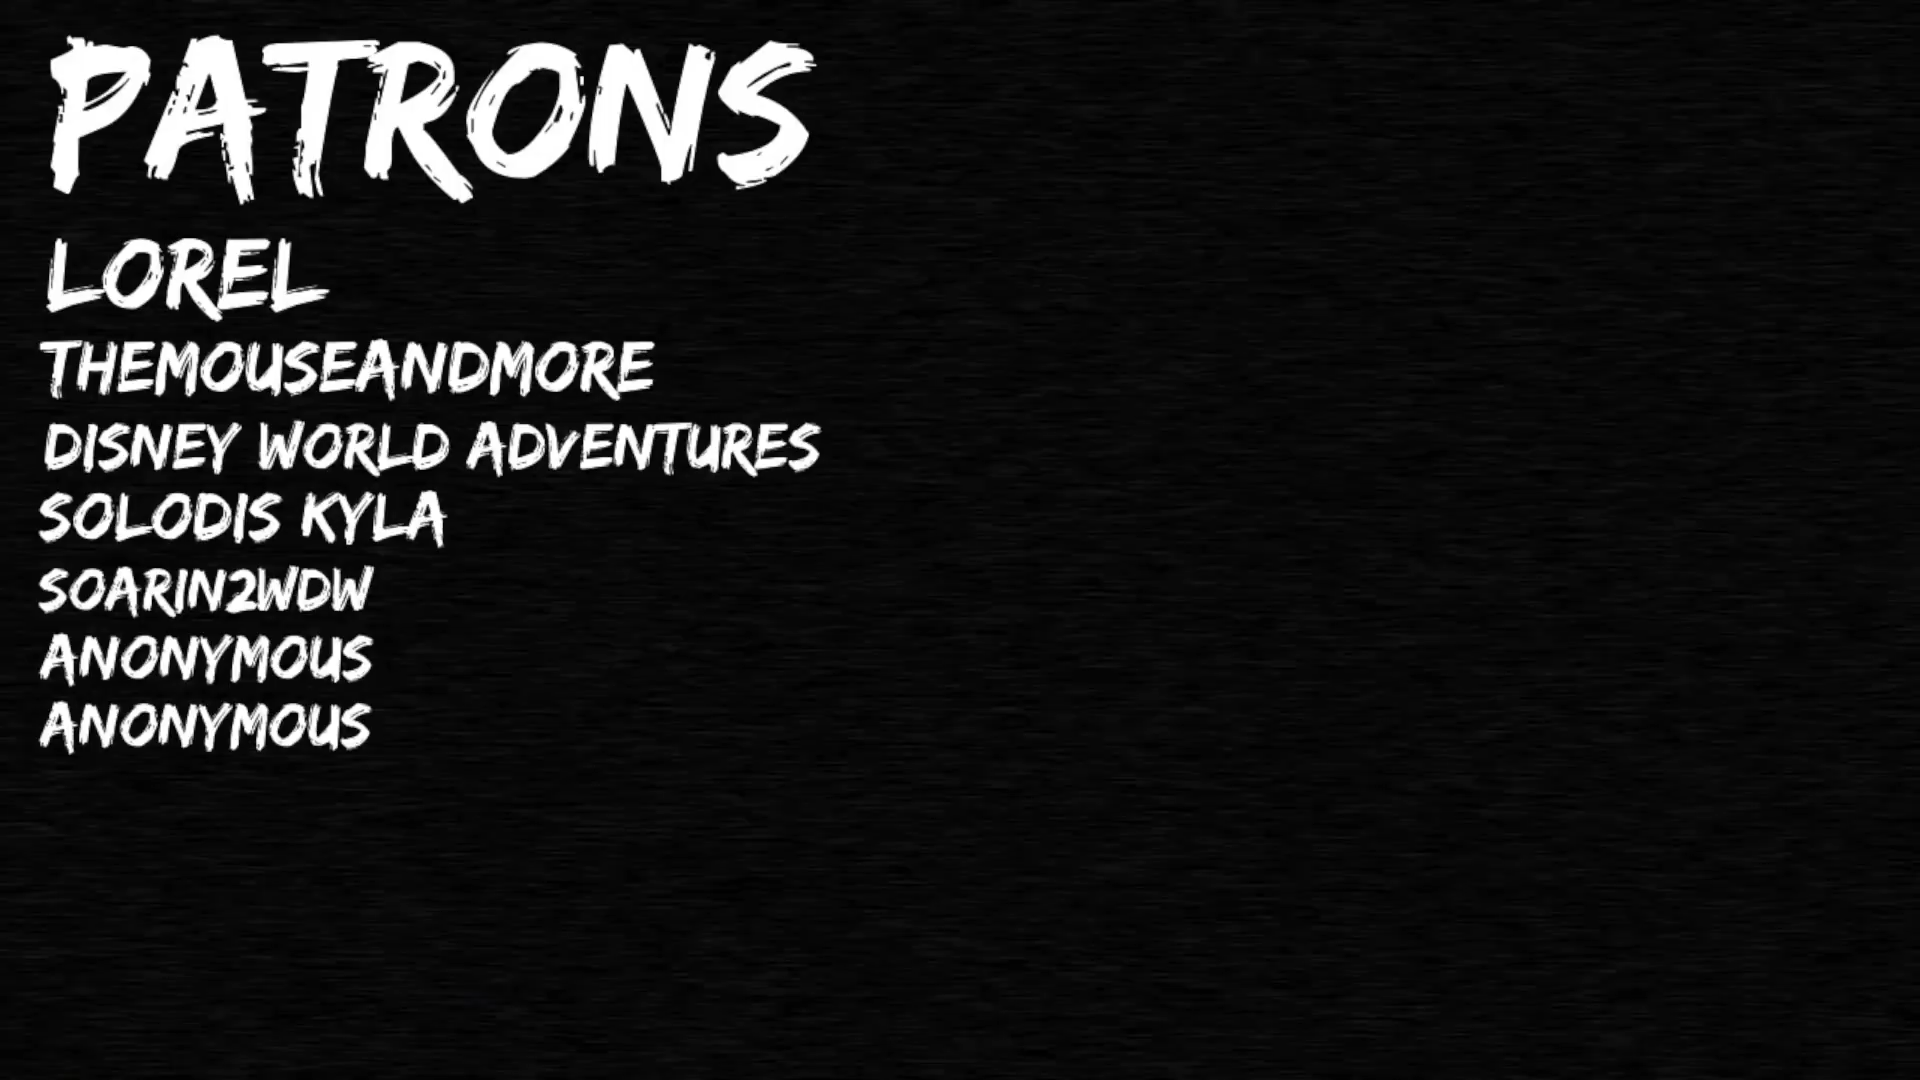 PATRONS
LOREL
THEMOUSEANDMORE
DISNEY WORLD ADVENTURES
SOLODIS KYLA
SOARIN2WDW
ANONYMOUS
ANONYMOUS